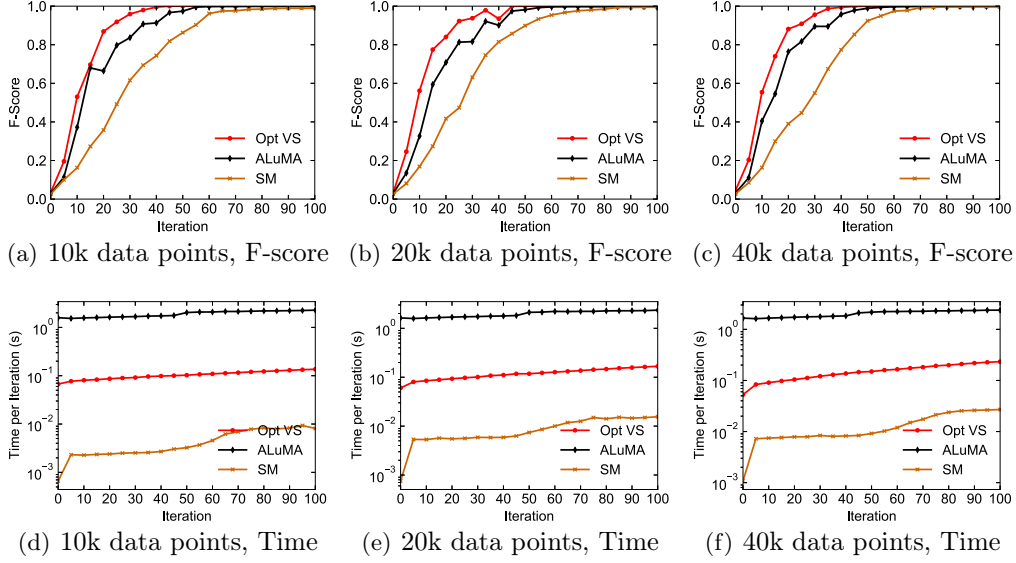 1.0
0.8
0.6
0.4
0.2
0.0
F-Score
Opt VS
ALuMA
SM
0 10 20 30 40 50 60 70 80 90 100
Iteration
(a) 10k data points, F-score
1.0
0.8
0.6
0.4
0.2
0.0
F-Score
Opt VS
ALuMA
SM
0 10 20 30 40 50 60 70 80 90 100
Iteration
(b) 20k data points, F-score
1.0
0.8
0.6
0.4
0.2
0.0
F-Score
Opt VS
ALuMA
SM
0 10 20 30 40 50 60 70 80 90 100
Iteration
(c) 40k data points, F-score
10^0
10^-1
10^-2
10^-3
Time per Iteration (s)
Opt VS
ALuMA
SM
0 10 20 30 40 50 60 70 80 90 100
Iteration
(d) 10k data points, Time
10^0
10^-1
10^-2
10^-3
Time per Iteration (s)
Opt VS
ALuMA
SM
0 10 20 30 40 50 60 70 80 90 100
Iteration
(e) 20k data points, Time
10^0
10^-1
10^-2
10^-3
Time per Iteration (s)
Opt VS
ALuMA
SM
0 10 20 30 40 50 60 70 80 90 100
Iteration
(f) 40k data points, Time